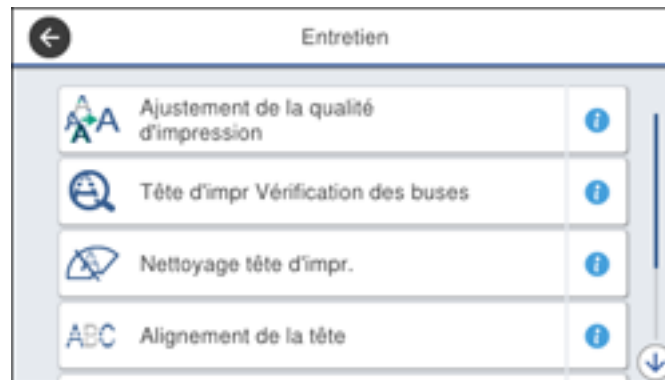 Entretien
Ajustement de la qualité
d'impression
Tête d'impr Vérification des buses
Nettoyage tête d'impr.
ABC Alignement de la tête